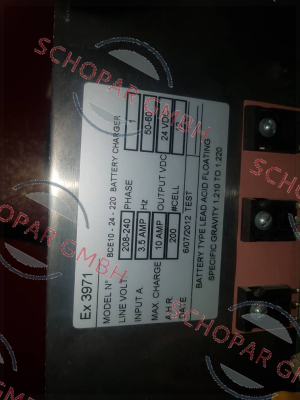 Ex 3971
MODEL N° BCE10 - 24 - 220 BATTERY CHARGER
LINE VOLT 208-240 PHASE 1
INPUT A 3.5 AMP Hz 50-60
MAX. CHARGE 10 AMP OUTPUT VDC 24 VDC
A.H.R. 200 #CELL
DATE 6/07/2012 TEST
BATTERY TYPE LEAD ACID FLOATING
SPECIFIC GRAVITY 1.210 TO 1.220
SCHOPAR GMBH
SCHOPAR GMBH
SCHOPAR GMBH